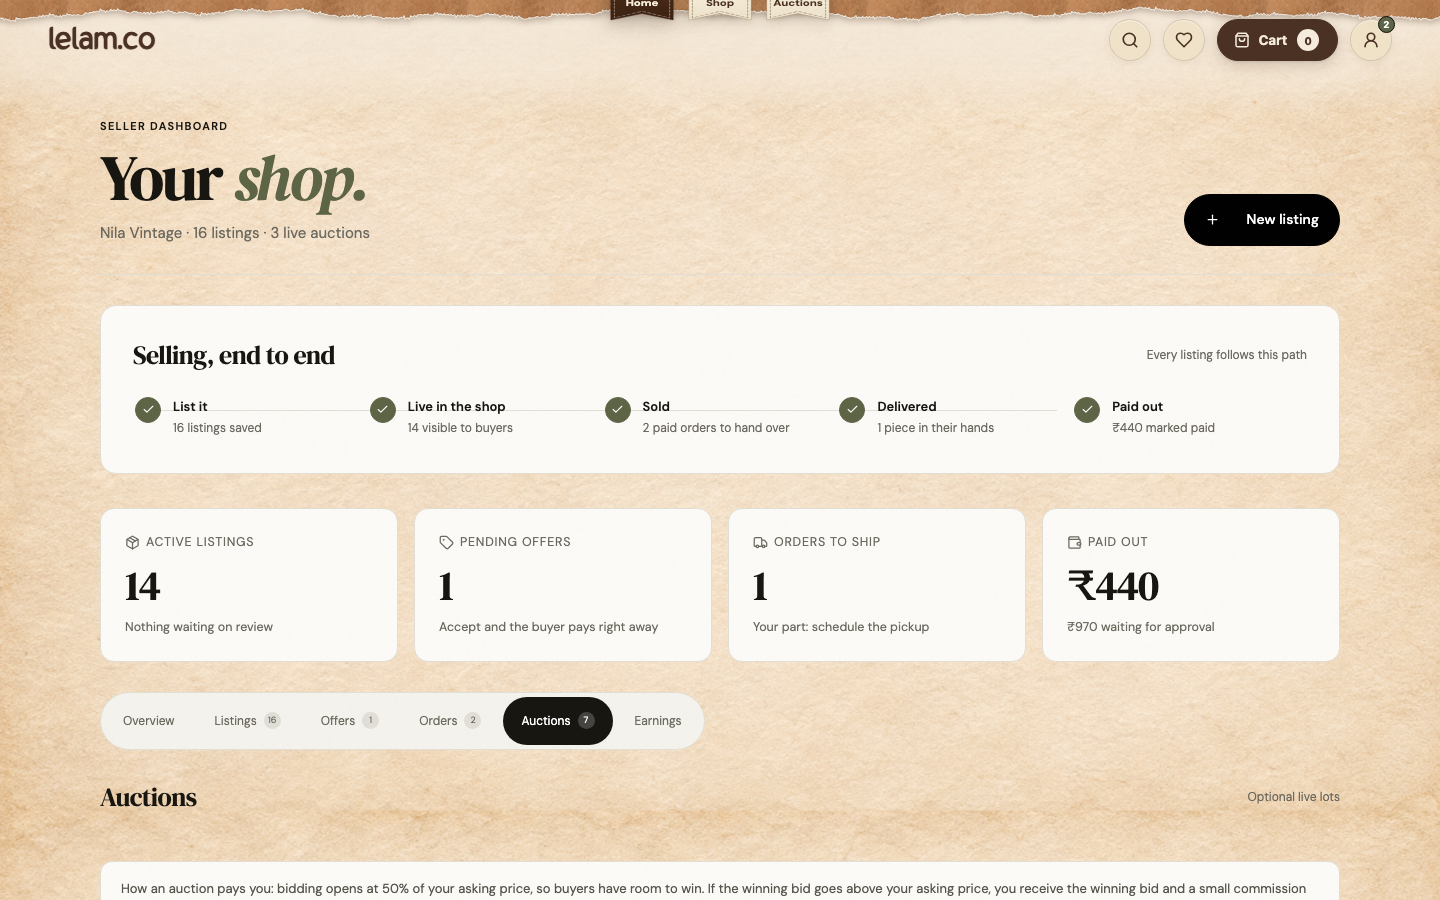 Home
Shop
Auctions
lelam.co
Cart 0
2
SELLER DASHBOARD
Your shop.
Nila Vintage · 16 listings · 3 live auctions
+ New listing
Selling, end to end
Every listing follows this path
List it
16 listings saved
Live in the shop
14 visible to buyers
Sold
2 paid orders to hand over
Delivered
1 piece in their hands
Paid out
₹440 marked paid
ACTIVE LISTINGS
14
Nothing waiting on review
PENDING OFFERS
1
Accept and the buyer pays right away
ORDERS TO SHIP
1
Your part: schedule the pickup
PAID OUT
₹440
₹970 waiting for approval
Overview
Listings 16
Offers 1
Orders 2
Auctions 7
Earnings
Auctions
Optional live lots
How an auction pays you: bidding opens at 50% of your asking price, so buyers have room to win. If the winning bid goes above your asking price, you receive the winning bid and a small commission